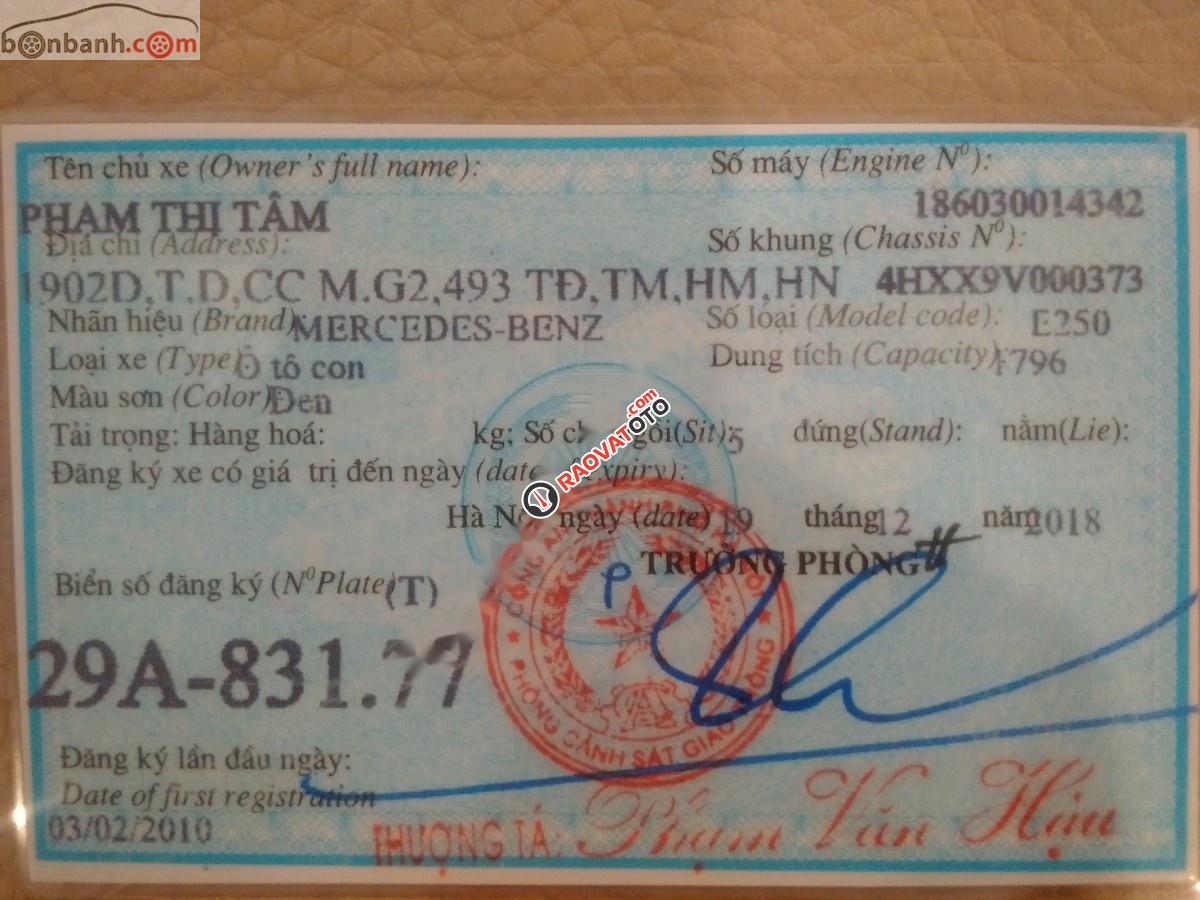 bonbanh.com
Tên chủ xe (Owner's full name):
PHẠM THỊ TÂM
Địa chỉ (Address):
1902D,T.D,CC M.G2,493 TĐ,TM,HM,HN
Số máy (Engine N⁰):
186030014342
Số khung (Chassis N⁰):
4HXX9V000373
Nhãn hiệu (Brand) MERCEDES-BENZ
Số loại (Model code): E250
Loại xe (Type) Ô tô con
Dung tích (Capacity) 1796
Màu sơn (Color) Đen
Tải trọng: Hàng hoá: kg; Số (Sit): 5 đứng(Stand): nằm(Lie):
Đăng ký xe có giá trị đến ngày (date of expiry):
RAOVATOTO.com
Hà Nội, ngày (date) 19 tháng 12 năm 2018
TRƯỞNG PHÒNG
Biển số đăng ký (N⁰Plate) (T)
29A-831.77
PHÒNG CẢNH SÁT GIAO THÔNG
Đăng ký lần đầu ngày:
Date of first registration
03/02/2010
THƯỢNG TÁ: Phạm Văn Hậu